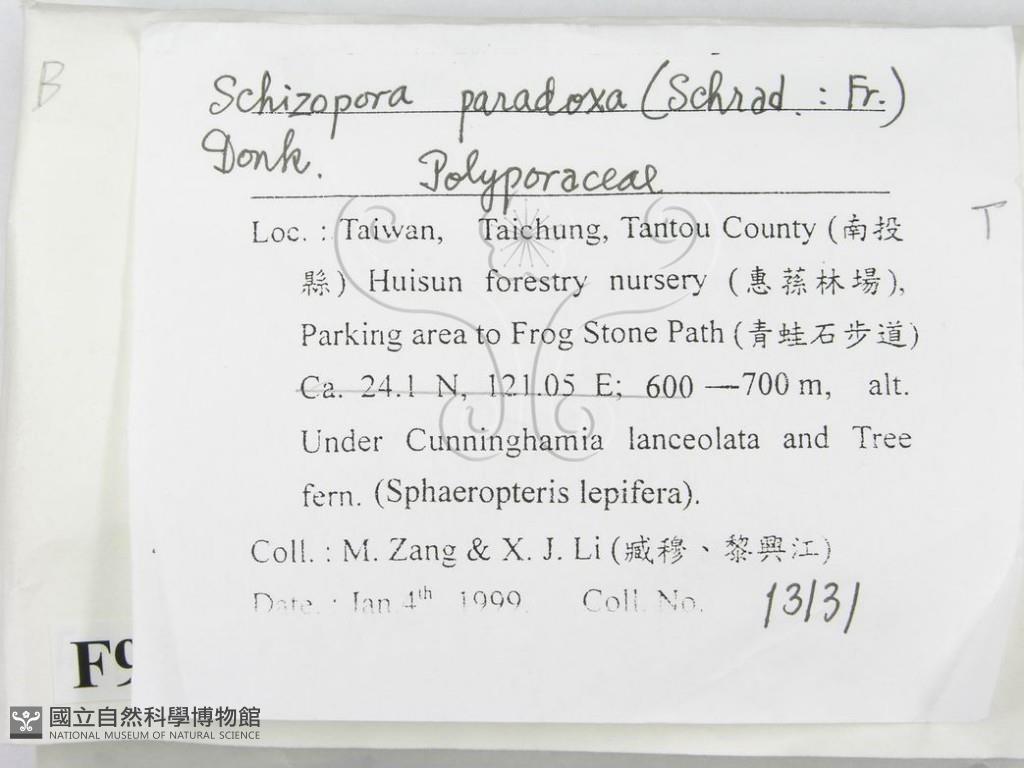 B
Schizopora paradoxa (Schrad. : Fr.)
Donk. Polyporaceae
T
Loc. : Taiwan, Taichung, Tantou County (南投
縣) Huisun forestry nursery (惠蓀林場),
Parking area to Frog Stone Path (青蛙石步道)
Ca. 24.1 N, 121.05 E; 600 —700 m, alt.
Under Cunninghamia lanceolata and Tree
fern. (Sphaeropteris lepifera).
Coll. : M. Zang & X. J. Li (臧穆、黎興江)
Date. : Jan 4th 1999. Coll. No. 13131
F9
國立自然科學博物館
NATIONAL MUSEUM OF NATURAL SCIENCE